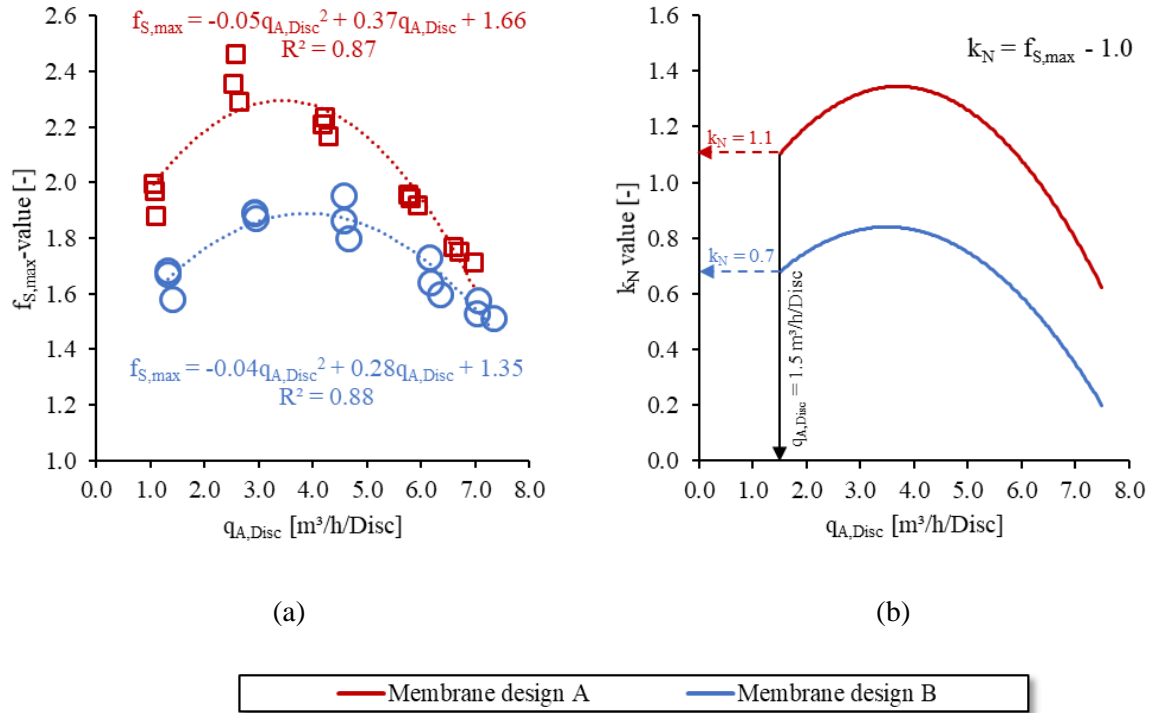 f_S,max = -0.05q_A,Disc² + 0.37q_A,Disc + 1.66
R² = 0.87
2.6
2.4
2.2
2.0
1.8
1.6
1.4
1.2
1.0
f_S,max-value [-]
f_S,max = -0.04q_A,Disc² + 0.28q_A,Disc + 1.35
R² = 0.88
0.0 1.0 2.0 3.0 4.0 5.0 6.0 7.0 8.0
q_A,Disc [m³/h/Disc]
(a)
k_N = f_S,max - 1.0
1.6
1.4
1.2
1.0
0.8
0.6
0.4
0.2
0.0
k_N value [-]
k_N = 1.1
k_N = 0.7
q_A,Disc = 1.5 m³/h/Disc
0.0 1.0 2.0 3.0 4.0 5.0 6.0 7.0 8.0
q_A,Disc [m³/h/Disc]
(b)
Membrane design A Membrane design B